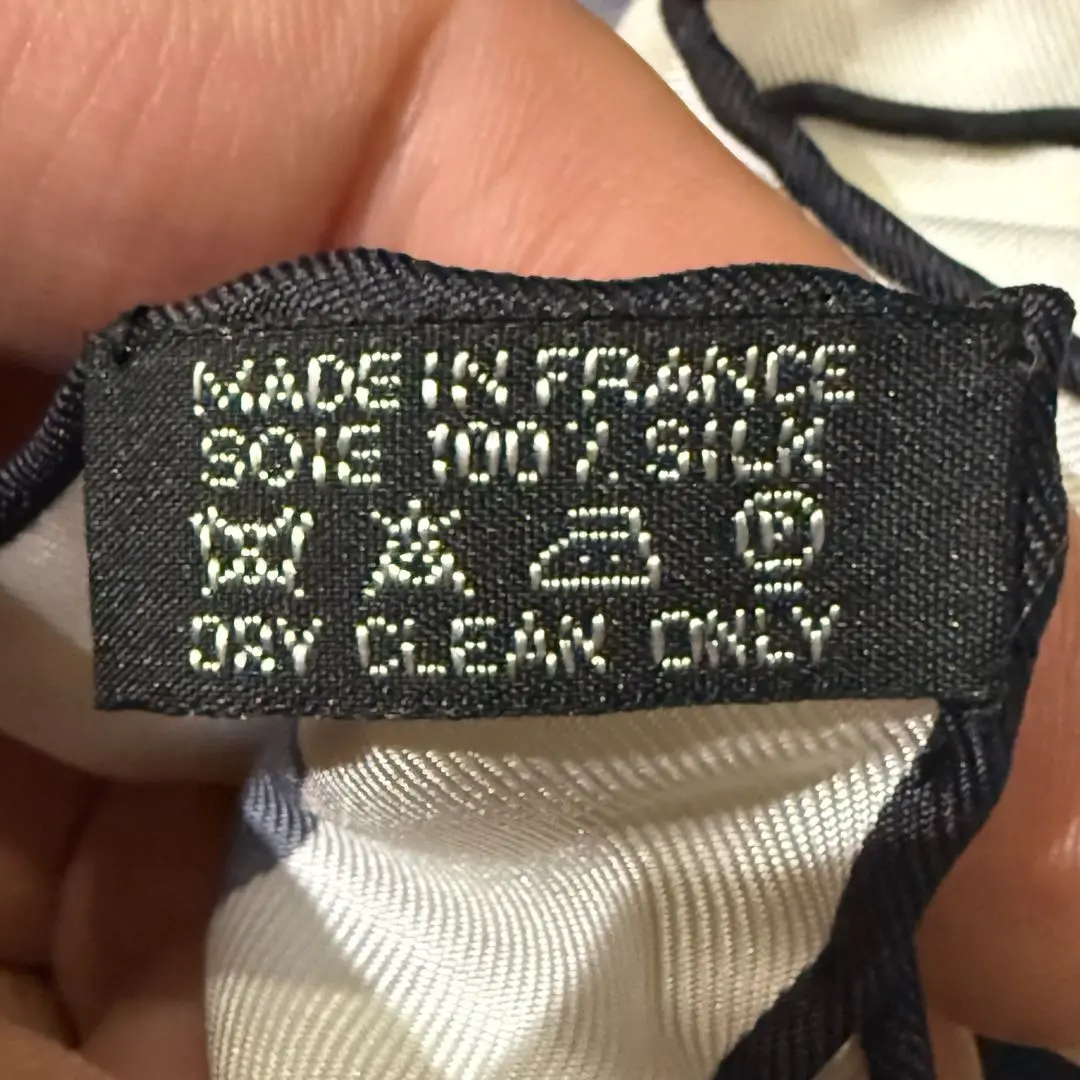 MADE IN FRANCE
SOIE 100% SILK
P
DRY CLEAN ONLY